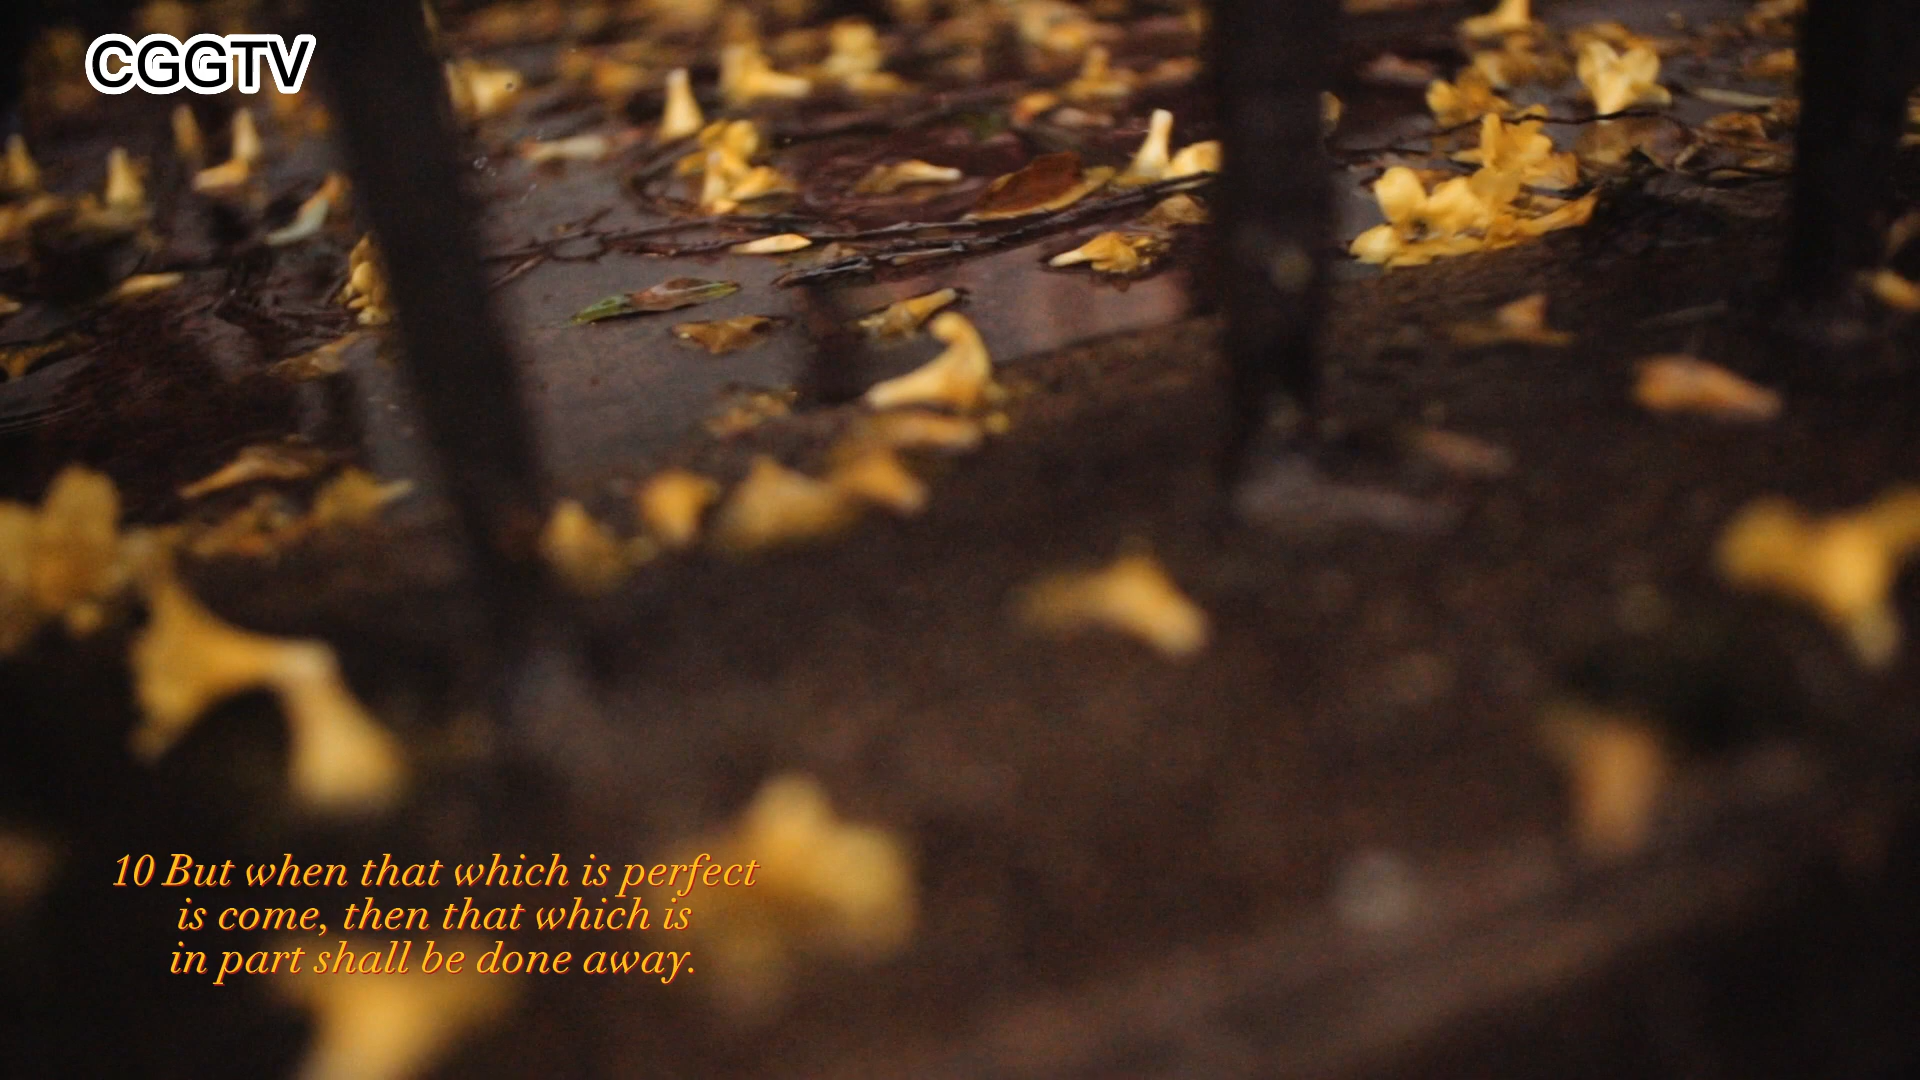 CGGTV
10 But when that which is perfect
is come, then that which is
in part shall be done away.